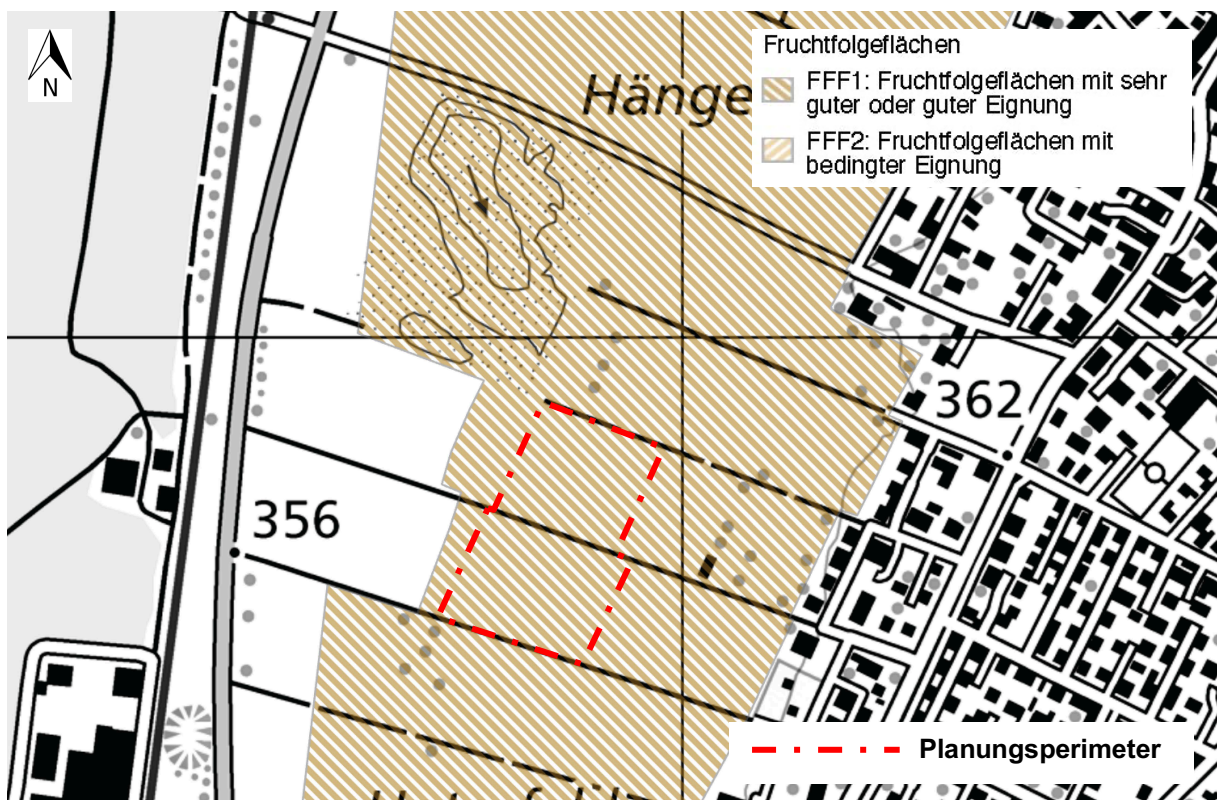 N
Fruchtfolgeflächen
FFF1: Fruchtfolgeflächen mit sehr
guter oder guter Eignung
FFF2: Fruchtfolgeflächen mit
bedingter Eignung
Hänge
362
356
Planungsperimeter